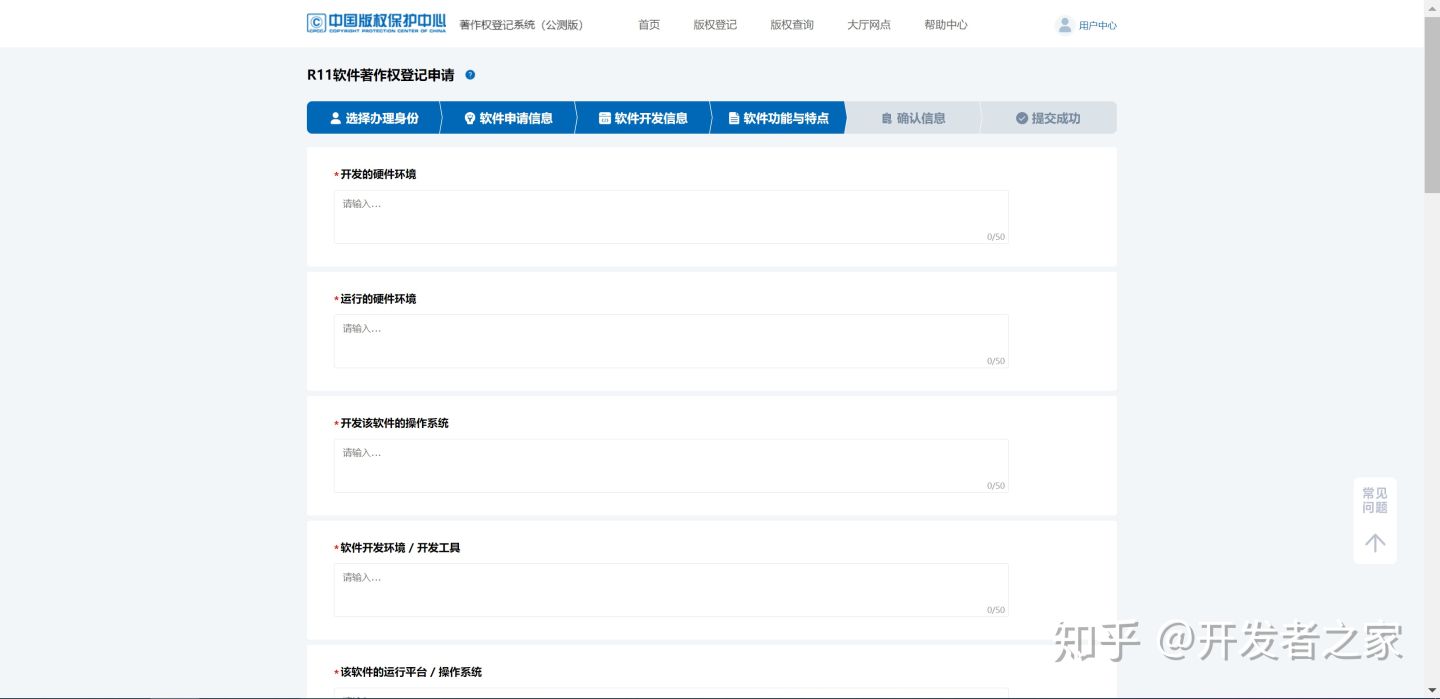 中国版权保护中心 著作权登记系统（公测版） 首页 版权登记 版权查询 大厅网点 帮助中心 用户中心
CPCC COPYRIGHT PROTECTION CENTER OF CHINA
R11软件著作权登记申请 ?
选择办理身份 软件申请信息 软件开发信息 软件功能与特点 确认信息 提交成功
*开发的硬件环境
请输入...
0/50
*运行的硬件环境
请输入...
0/50
*开发该软件的操作系统
请输入...
0/50
常见
问题
*软件开发环境 / 开发工具
请输入...
0/50
知乎 @开发者之家
*该软件的运行平台 / 操作系统